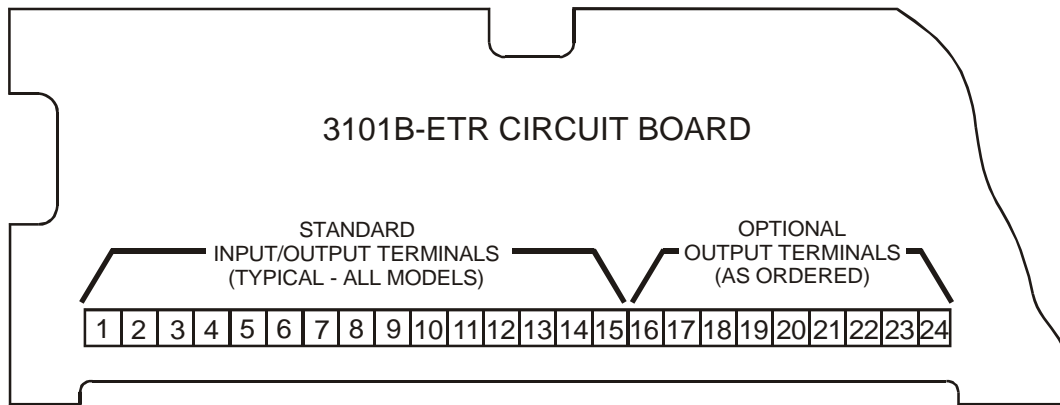 3101B-ETR CIRCUIT BOARD
STANDARD
INPUT/OUTPUT TERMINALS
(TYPICAL - ALL MODELS)
OPTIONAL
OUTPUT TERMINALS
(AS ORDERED)
1 2 3 4 5 6 7 8 9 10 11 12 13 14 15 16 17 18 19 20 21 22 23 24